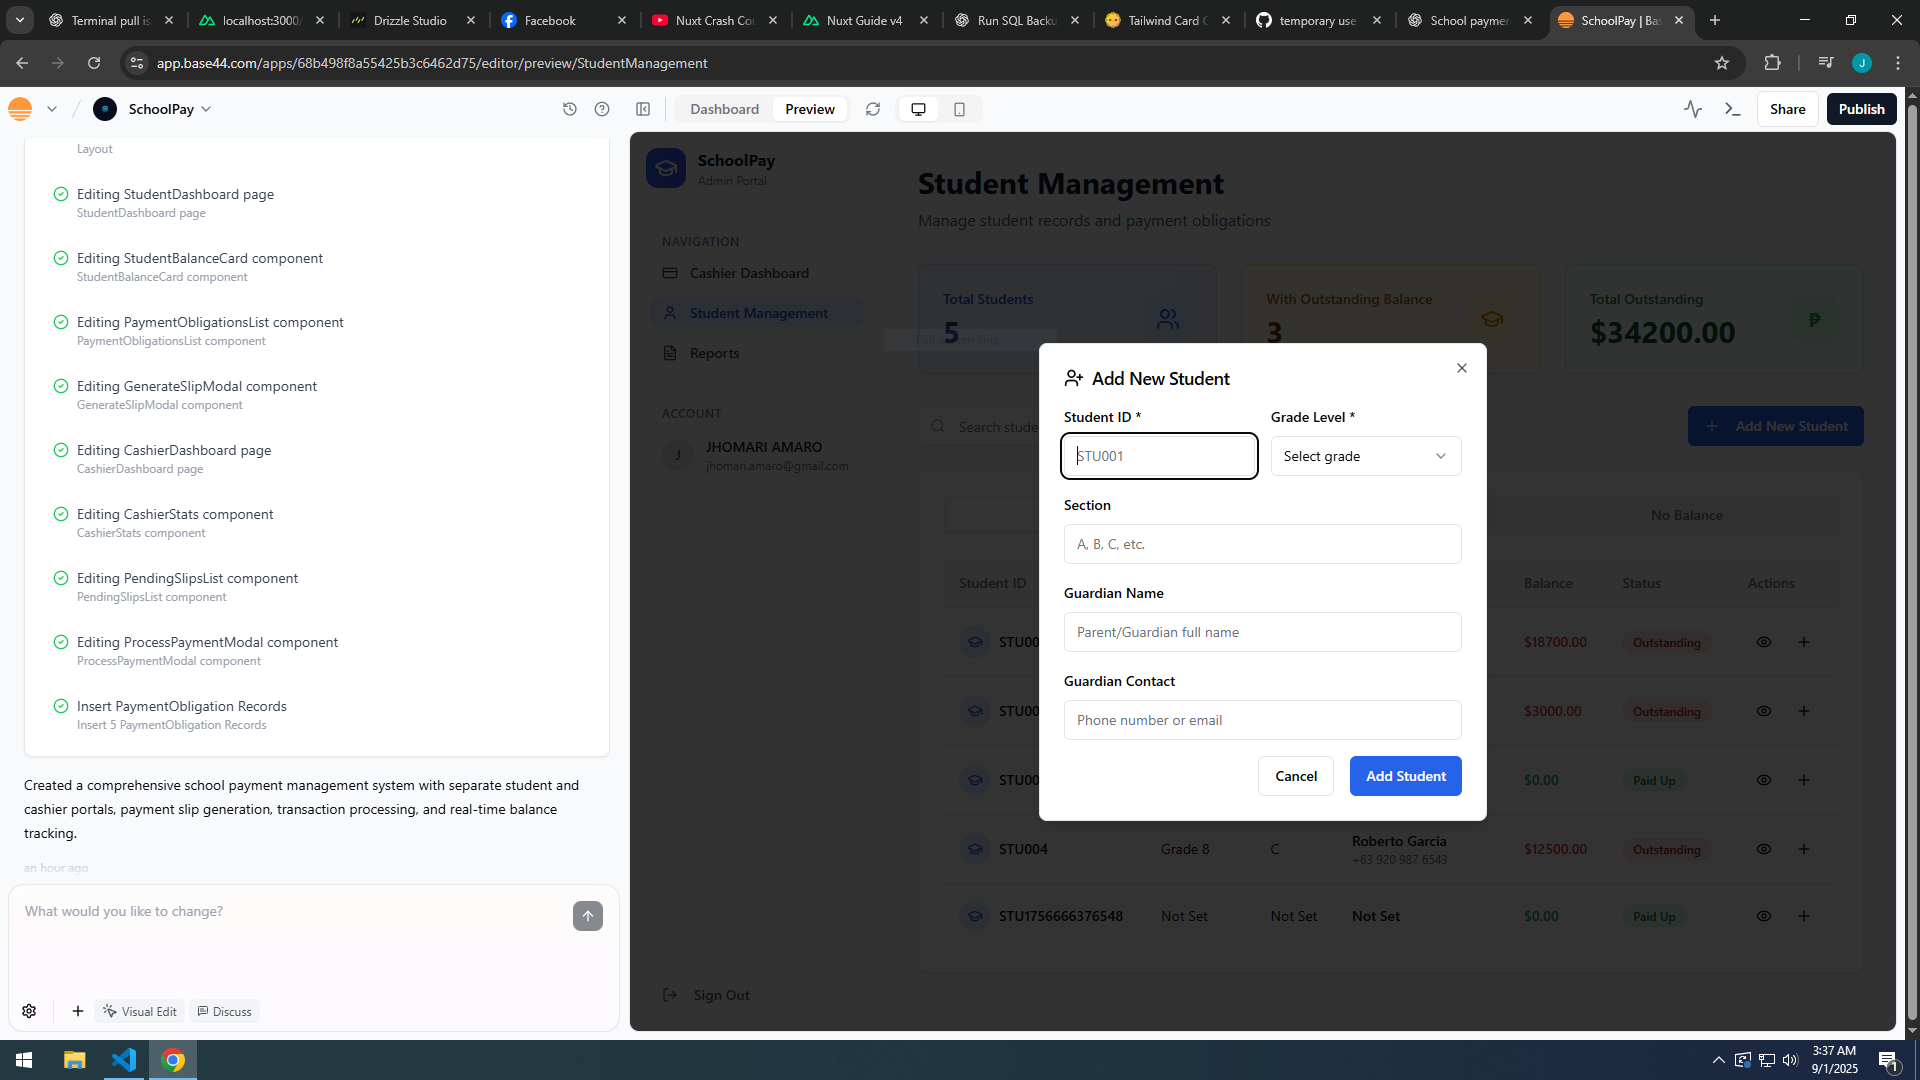 Terminal pull is
localhost:3000/
Drizzle Studio
Facebook
Nuxt Crash Cou
Nuxt Guide v4
Run SQL Backu
Tailwind Card C
temporary use
School paymen
SchoolPay | Bas
app.base44.com/apps/68b498f8a55425b3c6462d75/editor/preview/StudentManagement
J
SchoolPay
Dashboard
Preview
Share
Publish
Layout
Editing StudentDashboard page
StudentDashboard page
Editing StudentBalanceCard component
StudentBalanceCard component
Editing PaymentObligationsList component
PaymentObligationsList component
Editing GenerateSlipModal component
GenerateSlipModal component
Editing CashierDashboard page
CashierDashboard page
Editing CashierStats component
CashierStats component
Editing PendingSlipsList component
PendingSlipsList component
Editing ProcessPaymentModal component
ProcessPaymentModal component
Insert PaymentObligation Records
Insert 5 PaymentObligation Records
Created a comprehensive school payment management system with separate student and
cashier portals, payment slip generation, transaction processing, and real-time balance
tracking.
an hour ago
What would you like to change?
Visual Edit
Discuss
SchoolPay
Admin Portal
NAVIGATION
Cashier Dashboard
Student Management
Reports
ACCOUNT
J
JHOMARI AMARO
jhomari.amaro@gmail.com
Sign Out
Student Management
Manage student records and payment obligations
Total Students
5
With Outstanding Balance
3
Total Outstanding
$34200.00
₱
Search stude
Add New Student
No Balance
Student ID
Balance
Status
Actions
STU00
$18700.00
Outstanding
STU00
$3000.00
Outstanding
STU00
$0.00
Paid Up
STU004
Grade 8
C
Roberto Garcia
+63 920 987 6543
$12500.00
Outstanding
STU1756666376548
Not Set
Not Set
Not Set
$0.00
Paid Up
Add New Student
Student ID *
Grade Level *
STU001
Select grade
Section
A, B, C, etc.
Guardian Name
Parent/Guardian full name
Guardian Contact
Phone number or email
Cancel
Add Student
3:37 AM
9/1/2025
1